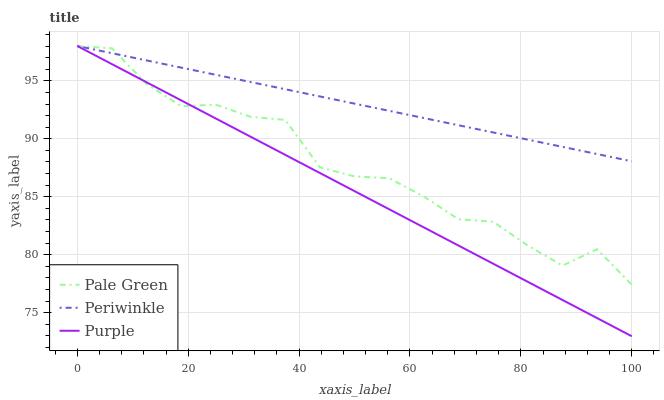 title
yaxis_label
95
90
85
80
75
Pale Green
Periwinkle
Purple
0 20 40 60 80 100
xaxis_label